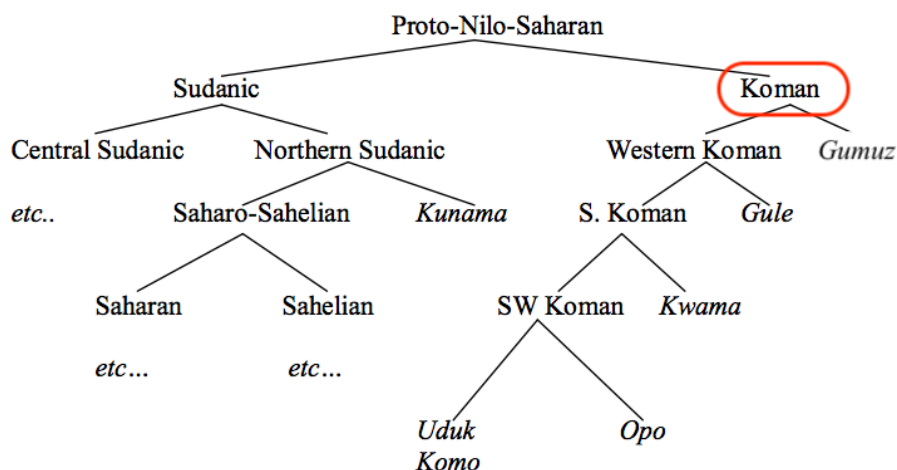 Proto-Nilo-Saharan
Sudanic Koman
Central Sudanic Northern Sudanic Western Koman Gumuz
etc.. Saharo-Sahelian Kunama S. Koman Gule
Saharan Sahelian SW Koman Kwama
etc... etc...
Uduk Opo
Komo